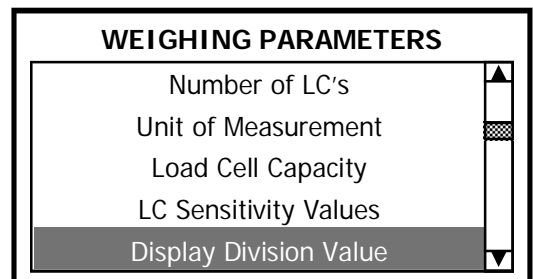 WEIGHING PARAMETERS
Number of LC's
Unit of Measurement
Load Cell Capacity
LC Sensitivity Values
Display Division Value